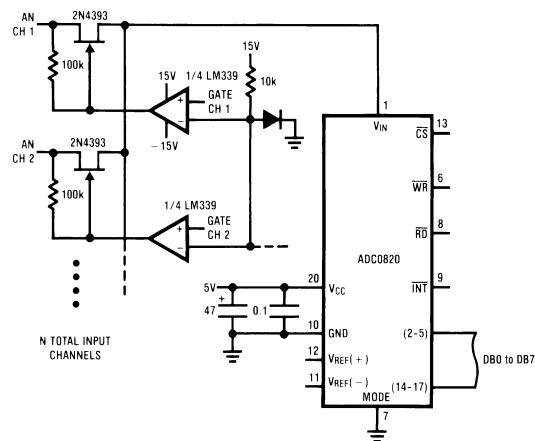 AN
CH 1
2N4393
100k
15V
1/4 LM339
+
−
GATE
CH 1
− 15V
15V
10k
AN
CH 2
2N4393
100k
1/4 LM339
+
−
GATE
CH 2
N TOTAL INPUT
CHANNELS
5V
+
47
0.1
1
VIN
13
CS
6
WR
8
RD
ADC0820
9
INT
20
VCC
10
GND
12
VREF(+)
11
VREF(−)
(2-5)
(14-17)
DB0 to DB7
MODE
7